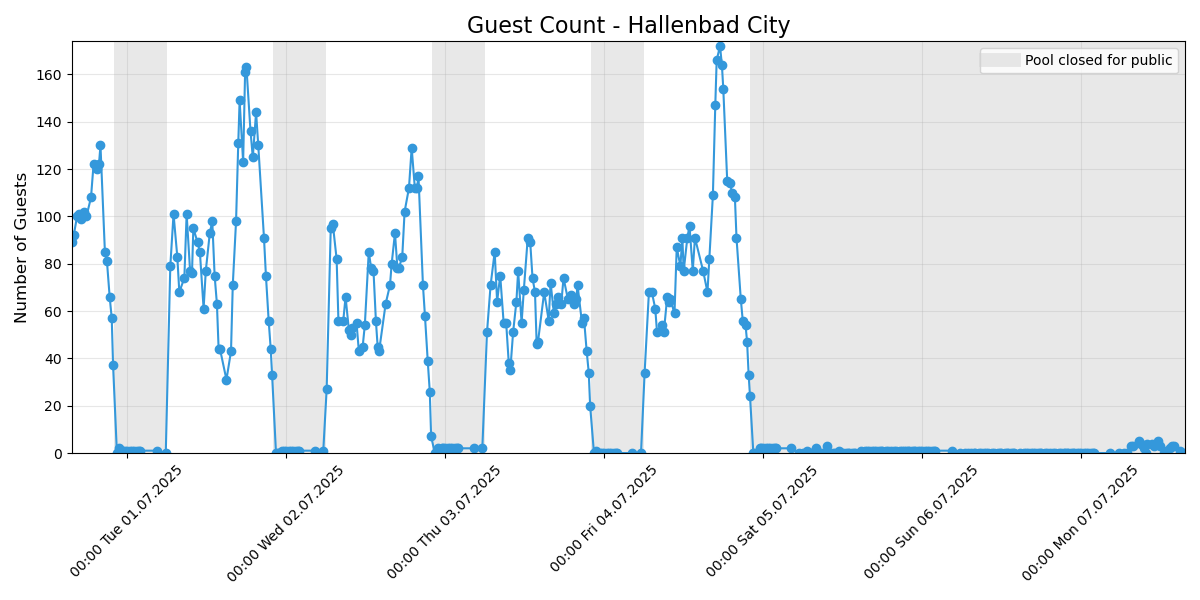 Guest Count - Hallenbad City
Pool closed for public
Number of Guests
160
140
120
100
80
60
40
20
0
00:00 Tue 01.07.2025
00:00 Wed 02.07.2025
00:00 Thu 03.07.2025
00:00 Fri 04.07.2025
00:00 Sat 05.07.2025
00:00 Sun 06.07.2025
00:00 Mon 07.07.2025